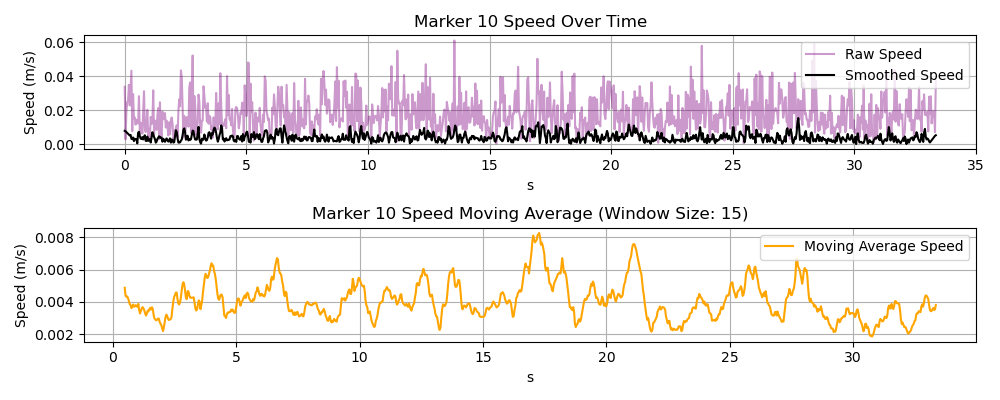 Marker 10 Speed Over Time
0.06
0.04
0.02
0.00
Speed (m/s)
Raw Speed
Smoothed Speed
0 5 10 15 20 25 30 35
s
Marker 10 Speed Moving Average (Window Size: 15)
0.008
0.006
0.004
0.002
Speed (m/s)
Moving Average Speed
0 5 10 15 20 25 30
s